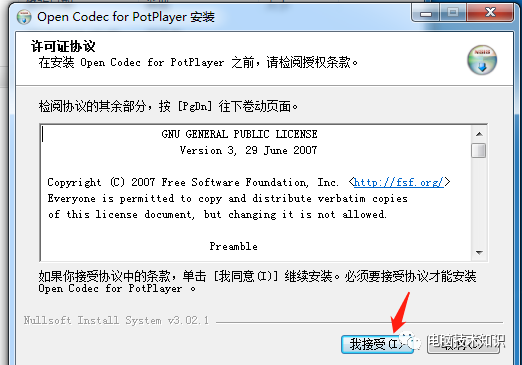 Open Codec for PotPlayer 安装
许可证协议
在安装 Open Codec for PotPlayer 之前，请检阅授权条款。
检阅协议的其余部分，按 [PgDn] 往下卷动页面。
GNU GENERAL PUBLIC LICENSE
Version 3, 29 June 2007
Copyright (C) 2007 Free Software Foundation, Inc. <http://fsf.org/>
Everyone is permitted to copy and distribute verbatim copies
of this license document, but changing it is not allowed.
Preamble
如果你接受协议中的条款，单击 [我同意(I)] 继续安装。必须要接受协议才能安装
Open Codec for PotPlayer 。
Nullsoft Install System v3.02.1
我接受(I)
电脑技术知识